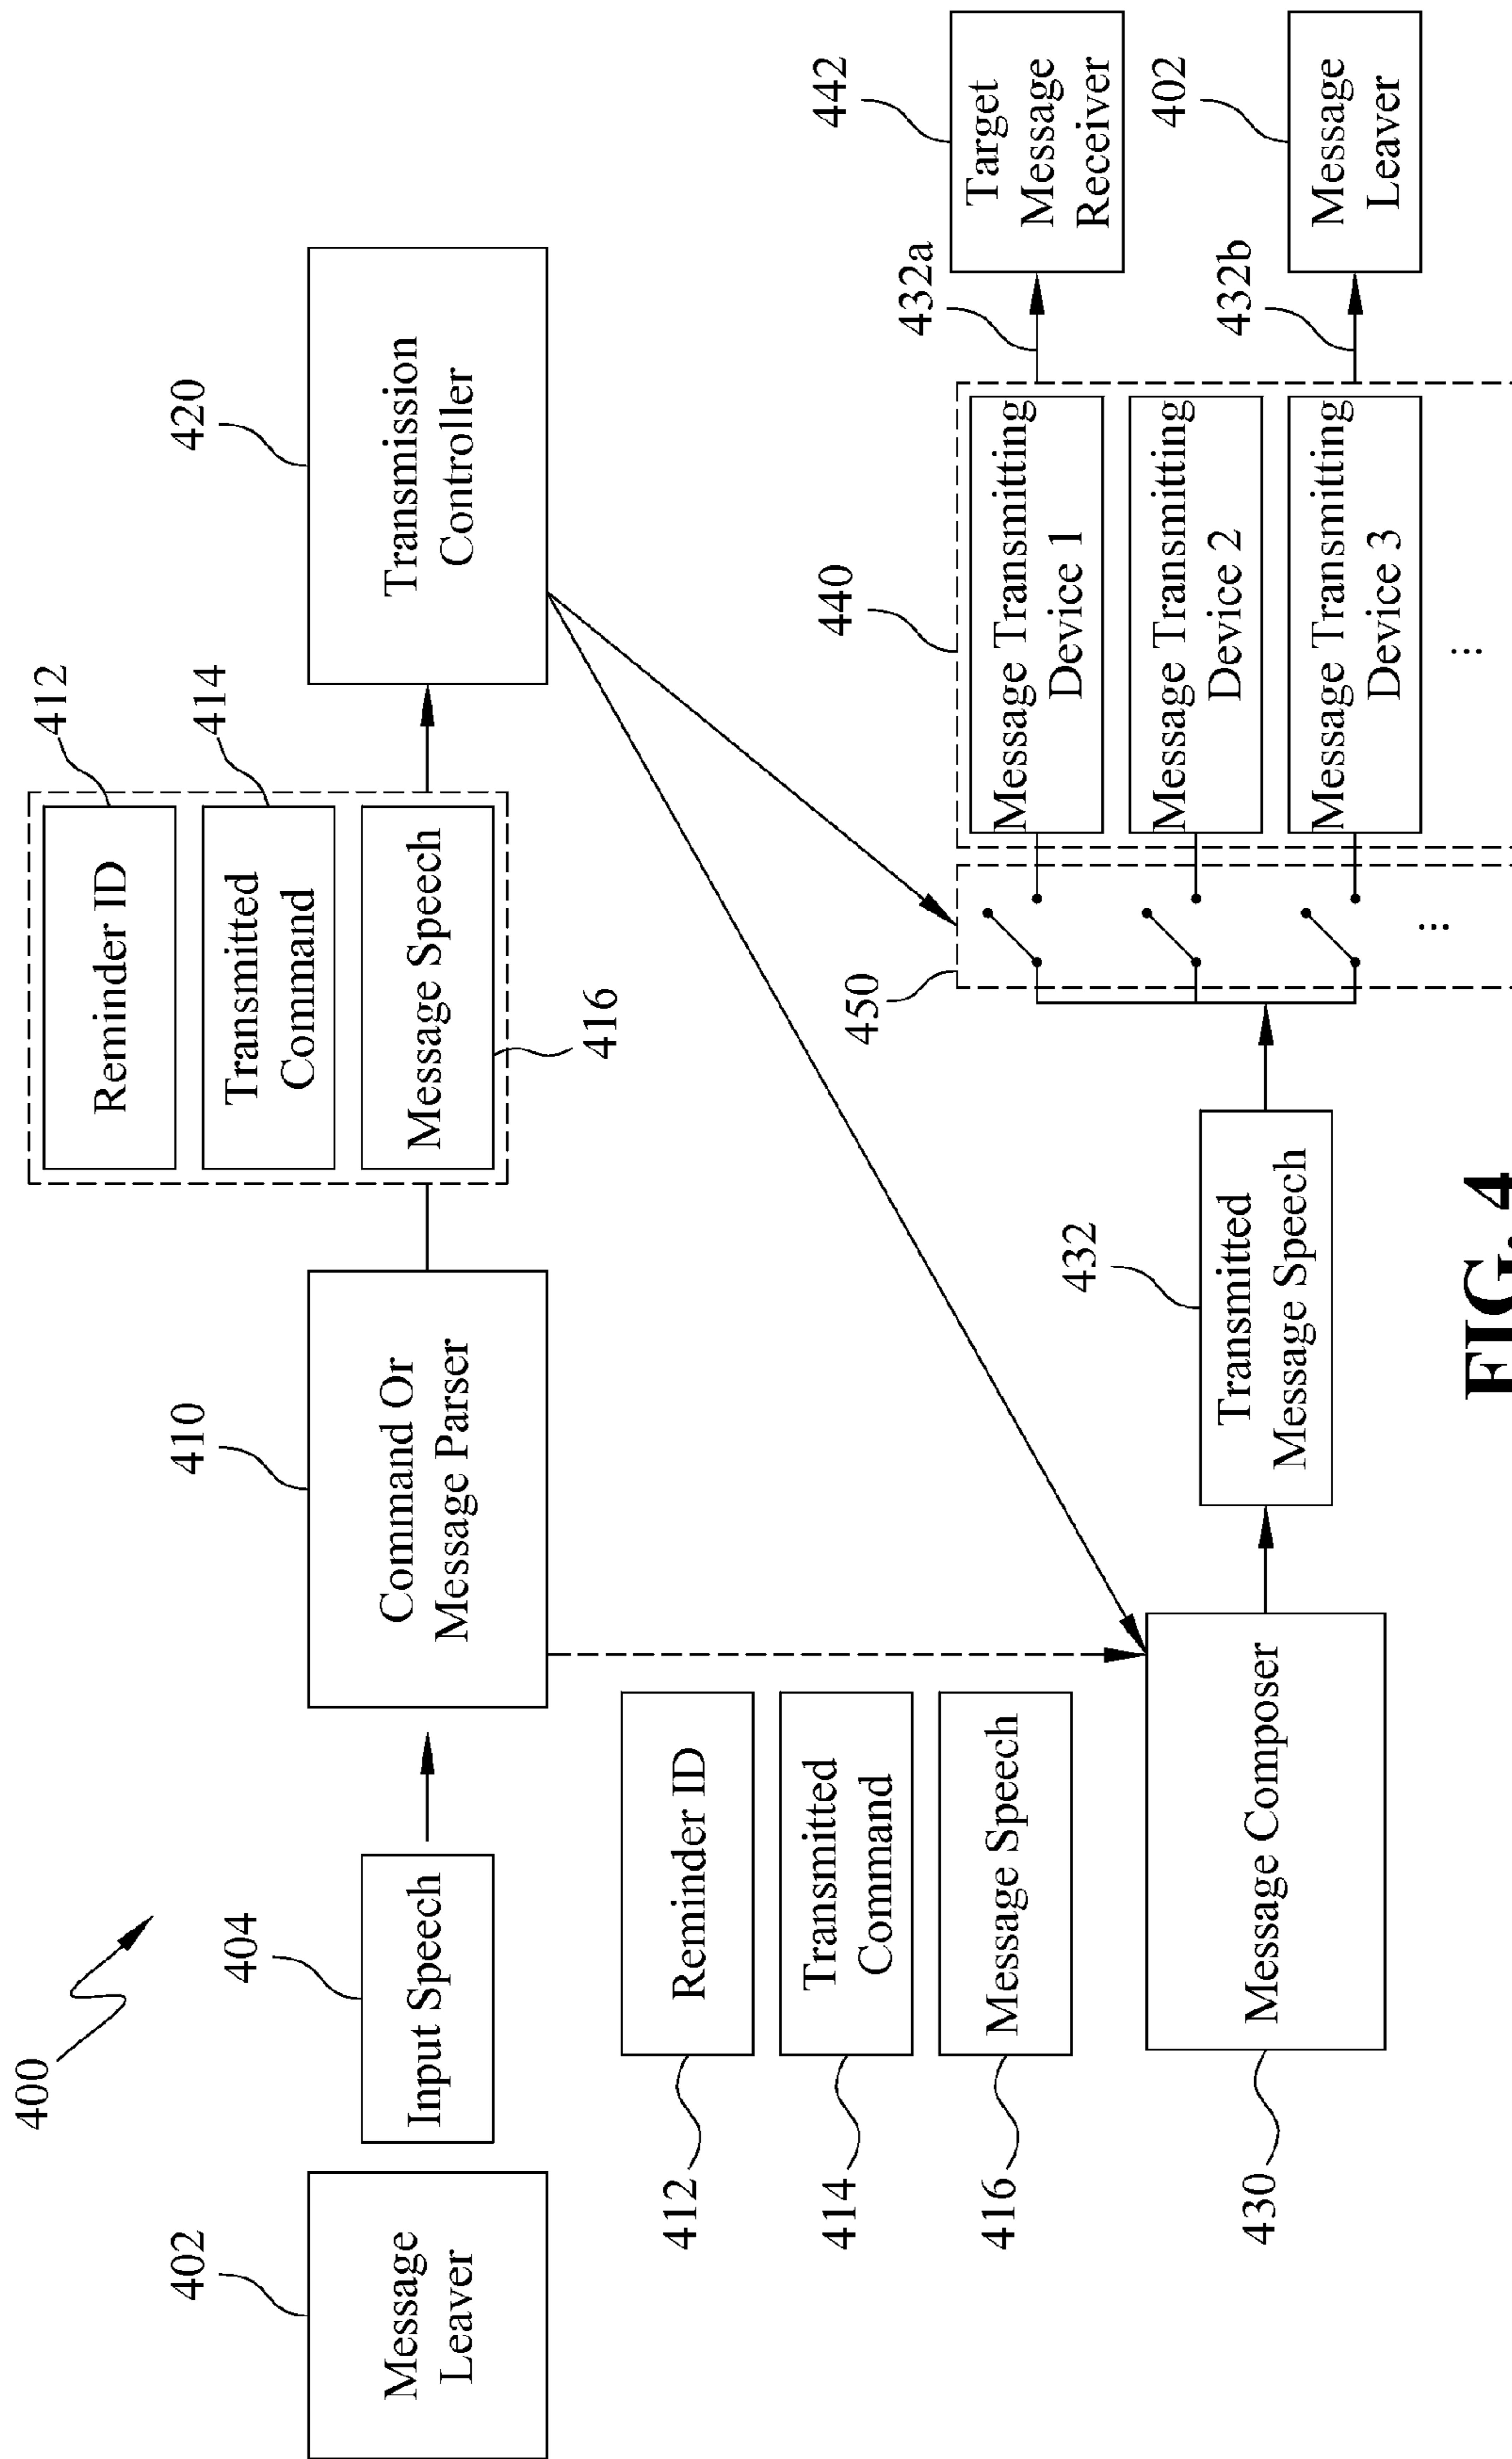 400
402
Message
Leaver
404
Input Speech
410
Command Or
Message Parser
412
Reminder ID
414
Transmitted
Command
Message Speech
416
420
Transmission
Controller
412
Reminder ID
414
Transmitted
Command
416
Message Speech
430
Message Composer
432
Transmitted
Message Speech
450
...
440
Message Transmitting
Device 1
Message Transmitting
Device 2
Message Transmitting
Device 3
...
432a
442
Target
Message
Receiver
432b
402
Message
Leaver
FIG. 4